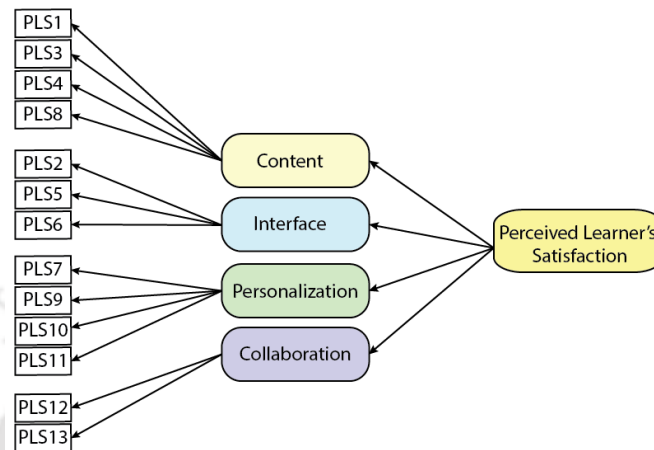 PLS1
PLS3
PLS4
PLS8
PLS2
PLS5
PLS6
PLS7
PLS9
PLS10
PLS11
PLS12
PLS13
Content
Interface
Personalization
Collaboration
Perceived Learner's
Satisfaction